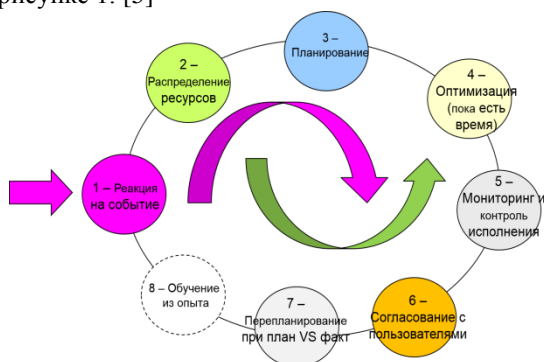 рисунке 1. [3]
3 –
Планирование
2 –
Распределение
ресурсов
4 –
Оптимизация
(пока есть
время)
1 – Реакция
на событие
5 –
Мониторинг и
контроль
исполнения
8 – Обучение
из опыта
7 –
Перепланирование
при план VS факт
6 –
Согласование с
пользователями